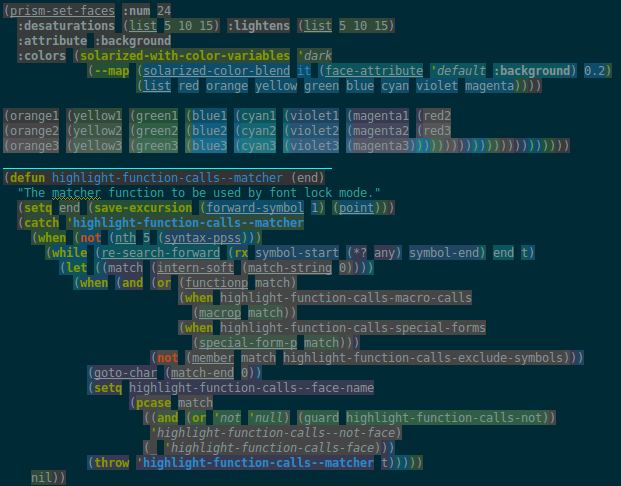 (prism-set-faces :num 24
  :desaturations (list 5 10 15) :lightens (list 5 10 15)
  :attribute :background
  :colors (solarized-with-color-variables 'dark
            (--map (solarized-color-blend it (face-attribute 'default :background) 0.2)
                   (list red orange yellow green blue cyan violet magenta))))
(orange1 (yellow1 (green1 (blue1 (cyan1 (violet1 (magenta1 (red2
(orange2 (yellow2 (green2 (blue2 (cyan2 (violet2 (magenta2 (red3
(orange3 (yellow3 (green3 (blue3 (cyan3 (violet3 (magenta3)))))))))))))))))))))))
(defun highlight-function-calls--matcher (end)
  "The matcher function to be used by font lock mode."
  (setq end (save-excursion (forward-symbol 1) (point)))
  (catch 'highlight-function-calls--matcher
    (when (not (nth 5 (syntax-ppss)))
      (while (re-search-forward (rx symbol-start (*? any) symbol-end) end t)
        (let ((match (intern-soft (match-string 0))))
          (when (and (or (functionp match)
                         (when highlight-function-calls-macro-calls
                           (macrop match))
                         (when highlight-function-calls-special-forms
                           (special-form-p match)))
                     (not (member match highlight-function-calls-exclude-symbols)))
            (goto-char (match-end 0))
            (setq highlight-function-calls--face-name
                  (pcase match
                    ((and (or 'not 'null) (guard highlight-function-calls-not))
                     'highlight-function-calls--not-face)
                    (_ 'highlight-function-calls--face)))
            (throw 'highlight-function-calls--matcher t)))))
    nil))